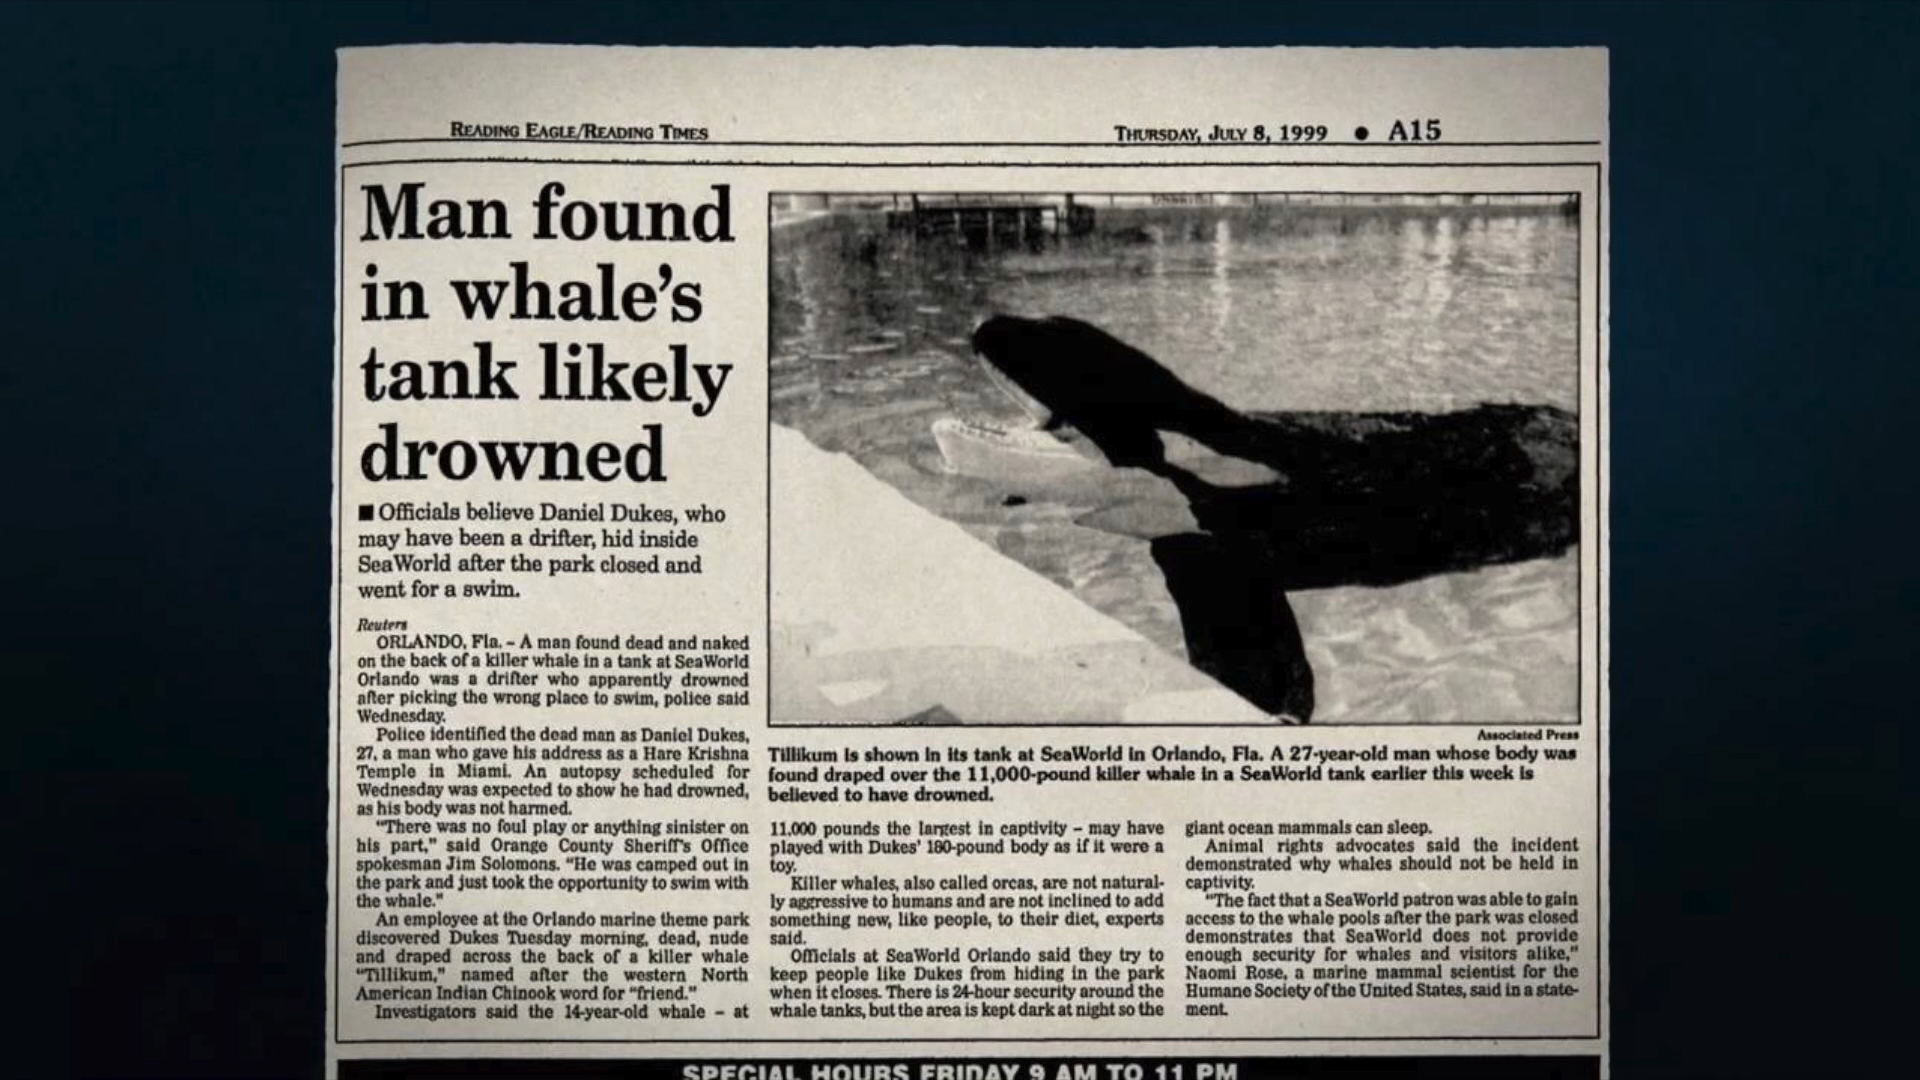 READING EAGLE/READING TIMES
THURSDAY, JULY 8, 1999 ● A15
Man found
in whale's
tank likely
drowned
■ Officials believe Daniel Dukes, who
may have been a drifter, hid inside
SeaWorld after the park closed and
went for a swim.
Reuters
ORLANDO, Fla. – A man found dead and naked
on the back of a killer whale in a tank at SeaWorld
Orlando was a drifter who apparently drowned
after picking the wrong place to swim, police said
Wednesday.
Police identified the dead man as Daniel Dukes,
27, a man who gave his address as a Hare Krishna
Temple in Miami. An autopsy scheduled for
Wednesday was expected to show he had drowned,
as his body was not harmed.
"There was no foul play or anything sinister on
his part," said Orange County Sheriff's Office
spokesman Jim Solomons. "He was camped out in
the park and just took the opportunity to swim with
the whale."
An employee at the Orlando marine theme park
discovered Dukes Tuesday morning, dead, nude
and draped across the back of a killer whale
"Tillikum," named after the western North
American Indian Chinook word for "friend."
Investigators said the 14-year-old whale – at
Associated Press
Tillikum is shown in its tank at SeaWorld in Orlando, Fla. A 27-year-old man whose body was
found draped over the 11,000-pound killer whale in a SeaWorld tank earlier this week is
believed to have drowned.
11,000 pounds the largest in captivity – may have
played with Dukes' 180-pound body as if it were a
toy.
Killer whales, also called orcas, are not natural-
ly aggressive to humans and are not inclined to add
something new, like people, to their diet, experts
said.
Officials at SeaWorld Orlando said they try to
keep people like Dukes from hiding in the park
when it closes. There is 24-hour security around the
whale tanks, but the area is kept dark at night so the
giant ocean mammals can sleep.
Animal rights advocates said the incident
demonstrated why whales should not be held in
captivity.
"The fact that a SeaWorld patron was able to gain
access to the whale pools after the park was closed
demonstrates that SeaWorld does not provide
enough security for whales and visitors alike,"
Naomi Rose, a marine mammal scientist for the
Humane Society of the United States, said in a state-
ment.
SPECIAL HOURS FRIDAY 9 AM TO 11 PM